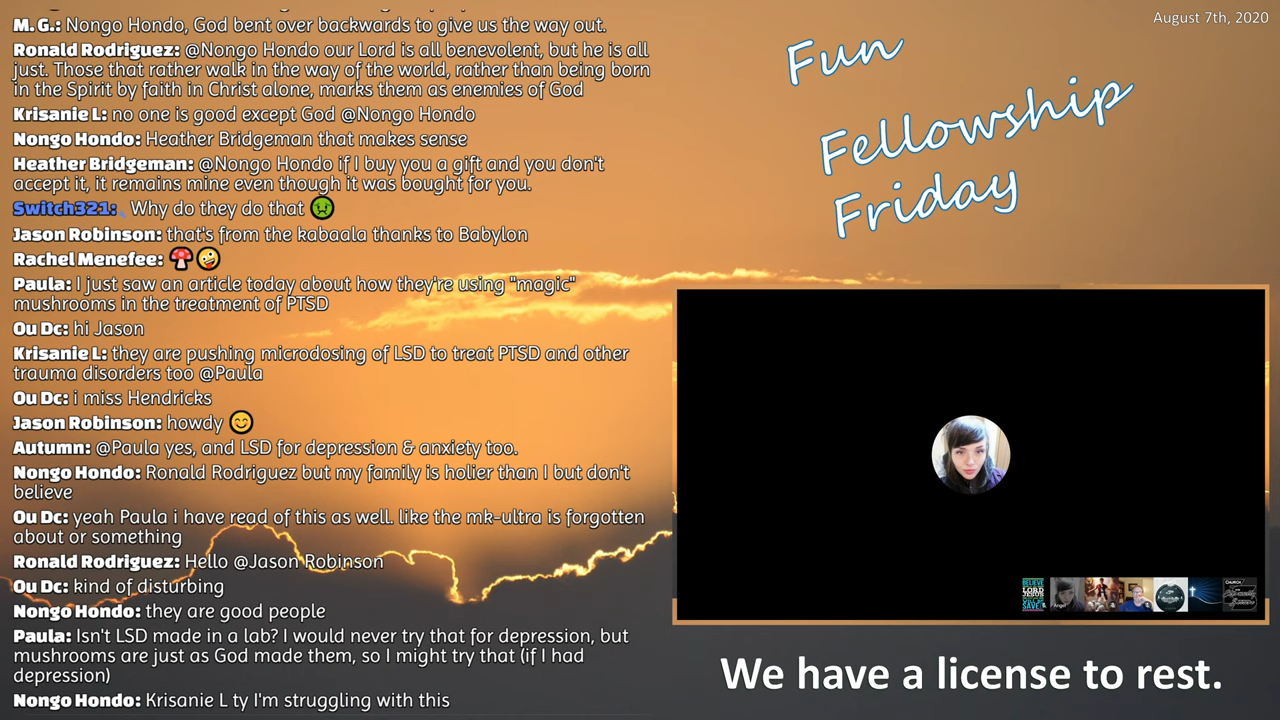 M. G.: Nongo Hondo, God bent over backwards to give us the way out.
Ronald Rodriguez: @Nongo Hondo our Lord is all benevolent, but he is all
just. Those that rather walk in the way of the world, rather than being born
in the Spirit by faith in Christ alone, marks them as enemies of God
Krisanie L: no one is good except God @Nongo Hondo
Nongo Hondo: Heather Bridgeman that makes sense
Heather Bridgeman: @Nongo Hondo if I buy you a gift and you don't
accept it, it remains mine even though it was bought for you.
Switch321: Why do they do that 🤢
Jason Robinson: that's from the kabaala thanks to Babylon
Rachel Menefee: 🍄🤪
Paula: I just saw an article today about how they're using "magic"
mushrooms in the treatment of PTSD
Ou Dc: hi Jason
Krisanie L: they are pushing microdosing of LSD to treat PTSD and other
trauma disorders too @Paula
Ou Dc: i miss Hendricks
Jason Robinson: howdy 😊
Autumn: @Paula yes, and LSD for depression & anxiety too.
Nongo Hondo: Ronald Rodriguez but my family is holier than I but don't
believe
Ou Dc: yeah Paula i have read of this as well. like the mk-ultra is forgotten
about or something
Ronald Rodriguez: Hello @Jason Robinson
Ou Dc: kind of disturbing
Nongo Hondo: they are good people
Paula: Isn't LSD made in a lab? I would never try that for depression, but
mushrooms are just as God made them, so I might try that (if I had
depression)
Nongo Hondo: Krisanie L ty I'm struggling with this
August 7th, 2020
Fun
Fellowship
Friday
BELIEVE
LORD
JESUS
SAVE
Angel
CHURCH
We have a license to rest.